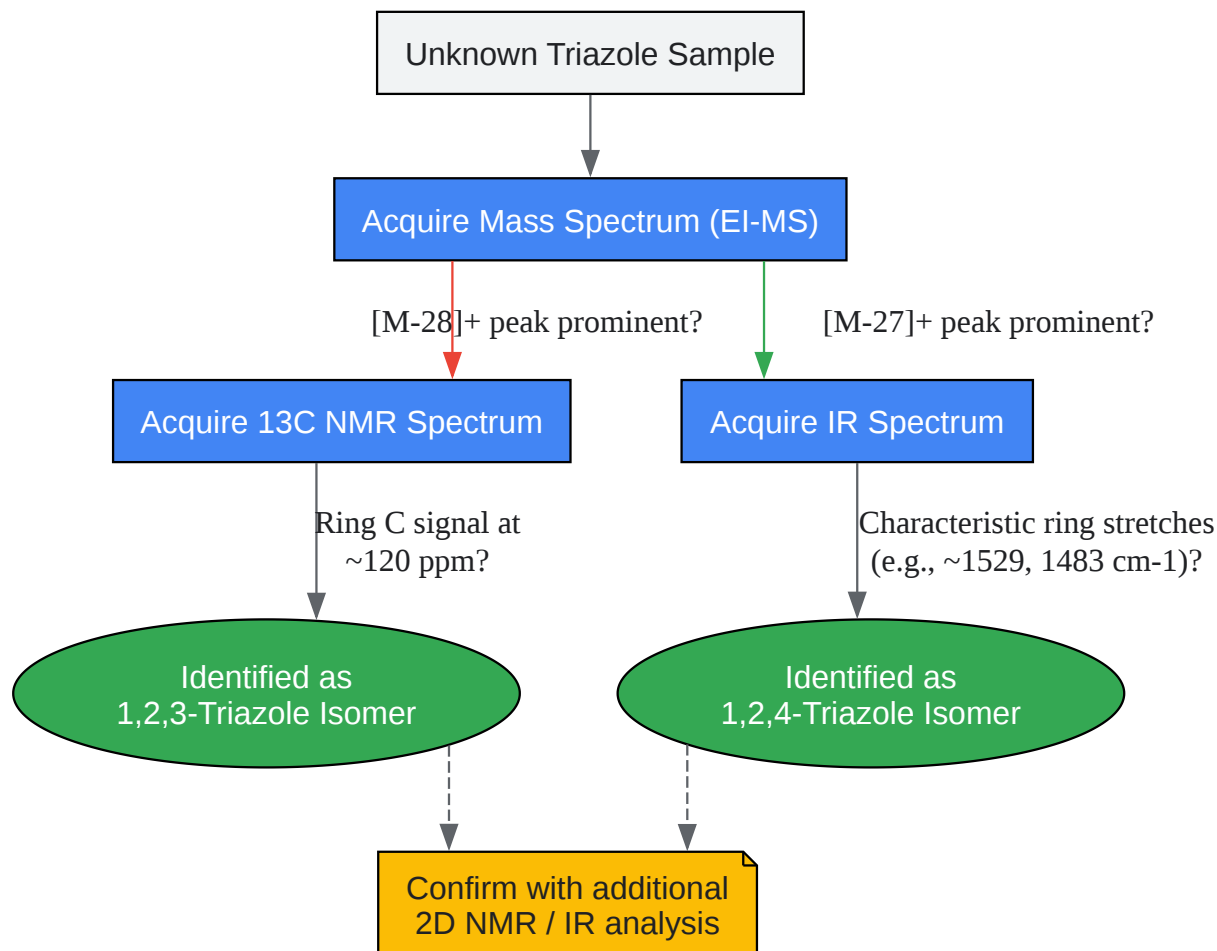 Unknown Triazole Sample
Acquire Mass Spectrum (EI-MS)
[M-28]+ peak prominent?
[M-27]+ peak prominent?
Acquire 13C NMR Spectrum
Acquire IR Spectrum
Ring C signal at
~120 ppm?
Characteristic ring stretches
(e.g., ~1529, 1483 cm-1)?
Identified as
1,2,3-Triazole Isomer
Identified as
1,2,4-Triazole Isomer
Confirm with additional
2D NMR / IR analysis